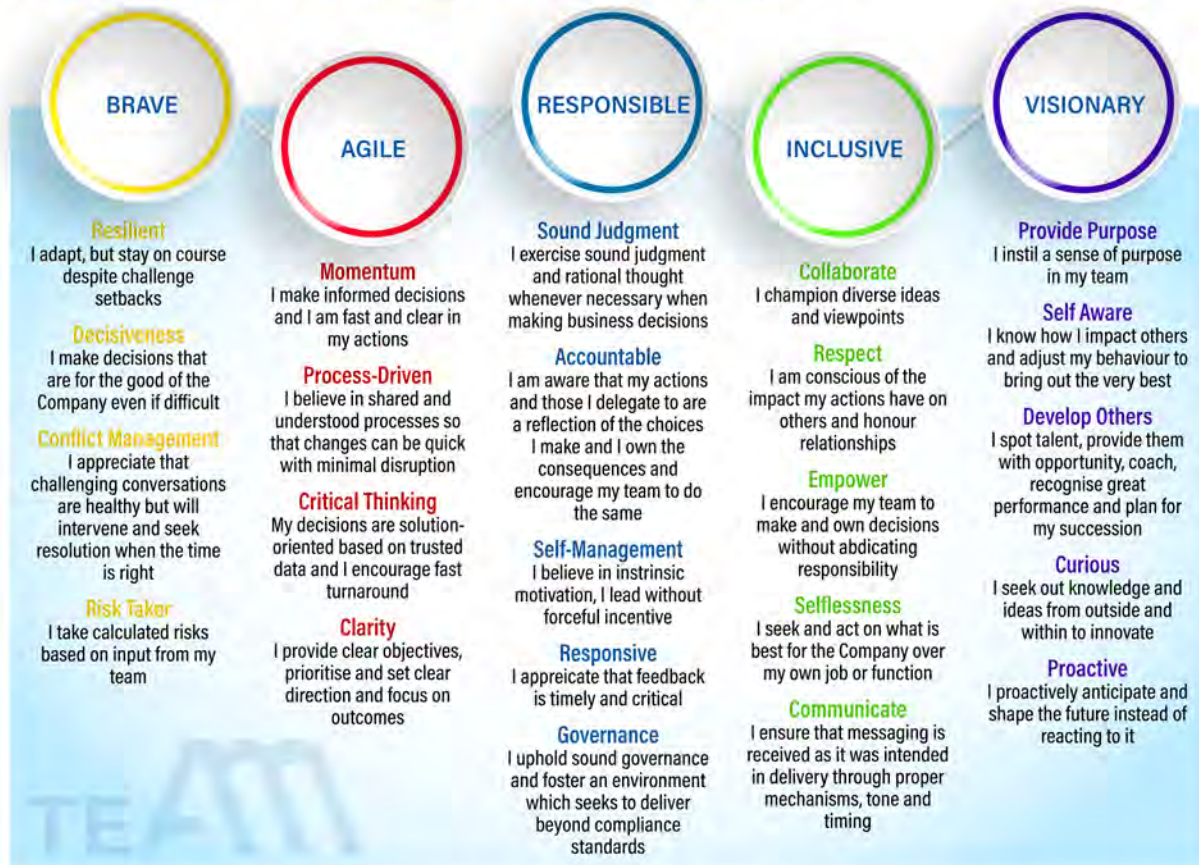 BRAVE
Resilient
I adapt, but stay on course
despite challenge
setbacks
Decisiveness
I make decisions that
are for the good of the
Company even if difficult
Conflict Management
I appreciate that
challenging conversations
are healthy but will
intervene and seek
resolution when the time
is right
Risk Taker
I take calculated risks
based on input from my
team
AGILE
Momentum
I make informed decisions
and I am fast and clear in
my actions
Process-Driven
I believe in shared and
understood processes so
that changes can be quick
with minimal disruption
Critical Thinking
My decisions are solution-
oriented based on trusted
data and I encourage fast
turnaround
Clarity
I provide clear objectives,
prioritise and set clear
direction and focus on
outcomes
RESPONSIBLE
Sound Judgment
I exercise sound judgment
and rational thought
whenever necessary when
making business decisions
Accountable
I am aware that my actions
and those I delegate to are
a reflection of the choices
I make and I own the
consequences and
encourage my team to do
the same
Self-Management
I believe in instrinsic
motivation, I lead without
forceful incentive
Responsive
I appreicate that feedback
is timely and critical
Governance
I uphold sound governance
and foster an environment
which seeks to deliver
beyond compliance
standards
INCLUSIVE
Collaborate
I champion diverse ideas
and viewpoints
Respect
I am conscious of the
impact my actions have on
others and honour
relationships
Empower
I encourage my team to
make and own decisions
without abdicating
responsibility
Selflessness
I seek and act on what is
best for the Company over
my own job or function
Communicate
I ensure that messaging is
received as it was intended
in delivery through proper
mechanisms, tone and
timing
VISIONARY
Provide Purpose
I instil a sense of purpose
in my team
Self Aware
I know how I impact others
and adjust my behaviour to
bring out the very best
Develop Others
I spot talent, provide them
with opportunity, coach,
recognise great
performance and plan for
my succession
Curious
I seek out knowledge and
ideas from outside and
within to innovate
Proactive
I proactively anticipate and
shape the future instead of
reacting to it
TEAM